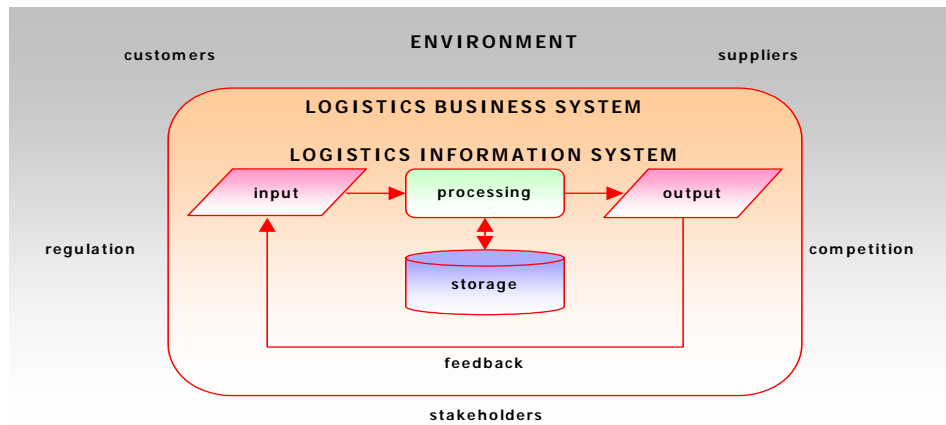 ENVIRONMENT
customers
suppliers
LOGISTICS BUSINESS SYSTEM
LOGISTICS INFORMATION SYSTEM
input
processing
output
regulation
competition
storage
feedback
stakeholders